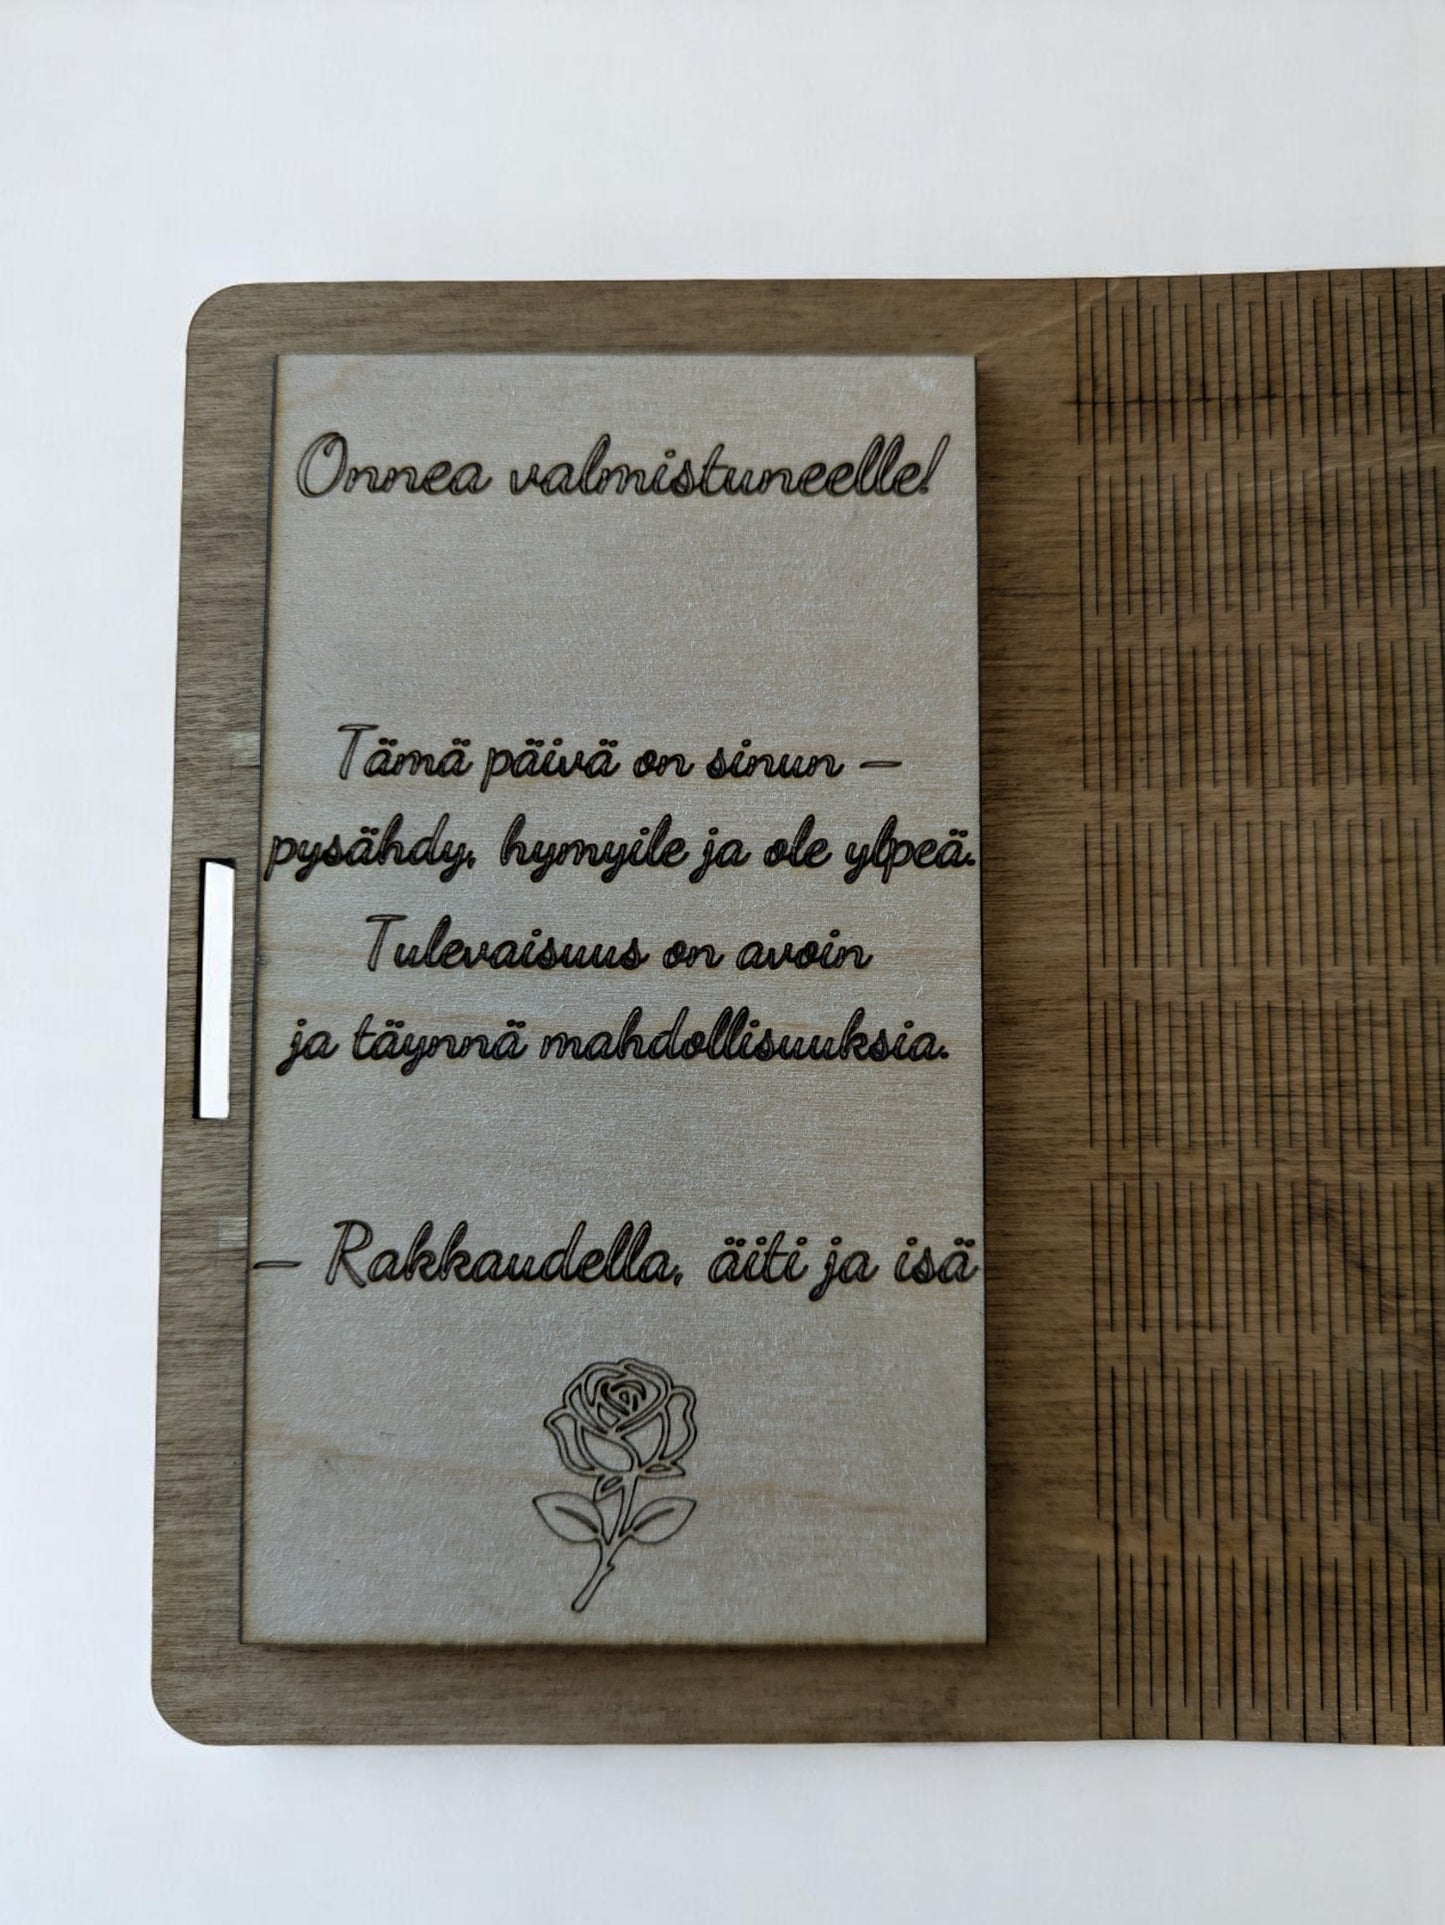 Onnea valmistuneelle!
Tämä päivä on sinun –
pysähdy, hymyile ja ole ylpeä.
Tulevaisuus on avoin
ja täynnä mahdollisuuksia.
– Rakkaudella, äiti ja isä